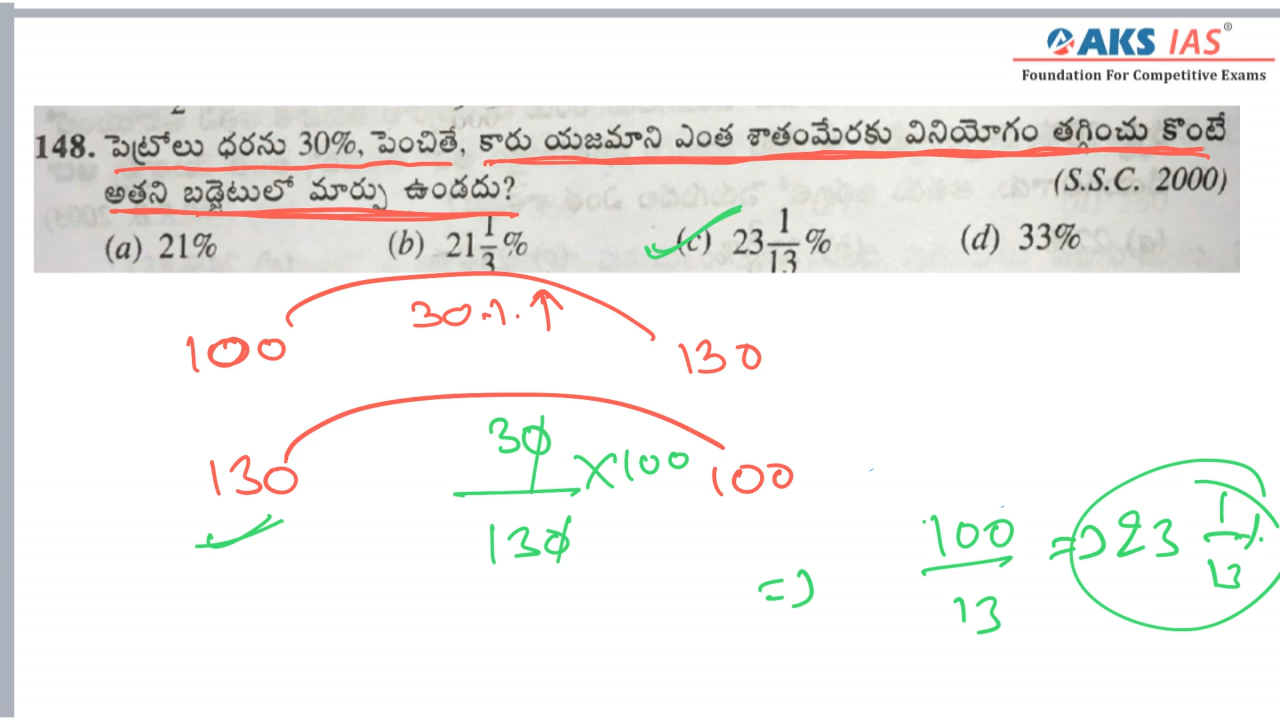 AKS IAS®
Foundation For Competitive Exams
148. పెట్రోలు ధరను 30%, పెంచితే, కారు యజమాని ఎంత శాతంమేరకు వినియోగం తగ్గించు కొంటే
అతని బడ్జెటులో మార్పు ఉండదు? (S.S.C. 2000)
(a) 21% (b) 21 1/3 % (c) 23 1/13 % (d) 33%
100 30% ↑ 130
130 30/130 × 100 100
=> 100/13 => 23 1/13 %